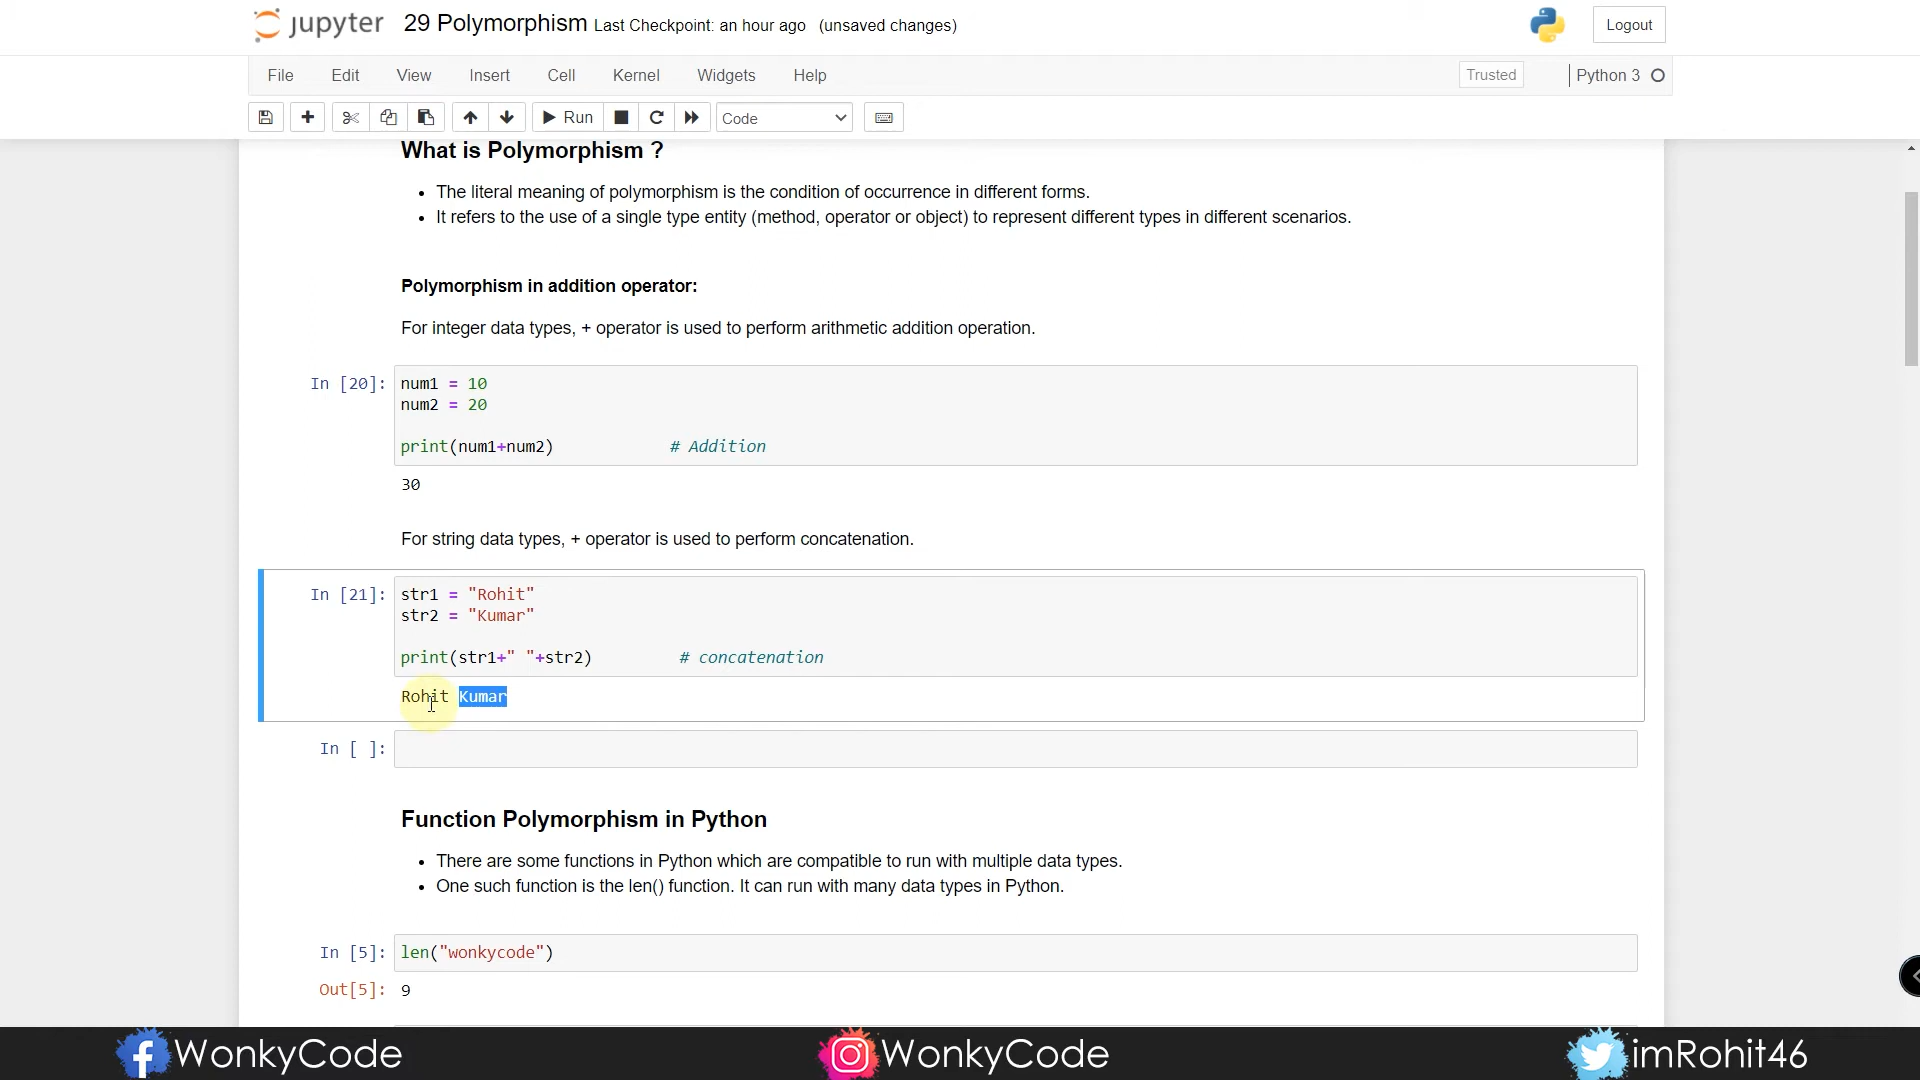 jupyter 29 Polymorphism Last Checkpoint: an hour ago (unsaved changes) Logout
File Edit View Insert Cell Kernel Widgets Help Trusted Python 3
Run Code
What is Polymorphism ?
• The literal meaning of polymorphism is the condition of occurrence in different forms.
• It refers to the use of a single type entity (method, operator or object) to represent different types in different scenarios.
Polymorphism in addition operator:
For integer data types, + operator is used to perform arithmetic addition operation.
In [20]: num1 = 10
num2 = 20
print(num1+num2) # Addition
30
For string data types, + operator is used to perform concatenation.
In [21]: str1 = "Rohit"
str2 = "Kumar"
print(str1+" "+str2) # concatenation
Rohit Kumar
In [ ]:
Function Polymorphism in Python
• There are some functions in Python which are compatible to run with multiple data types.
• One such function is the len() function. It can run with many data types in Python.
In [5]: len("wonkycode")
Out[5]: 9
WonkyCode WonkyCode imRohit46